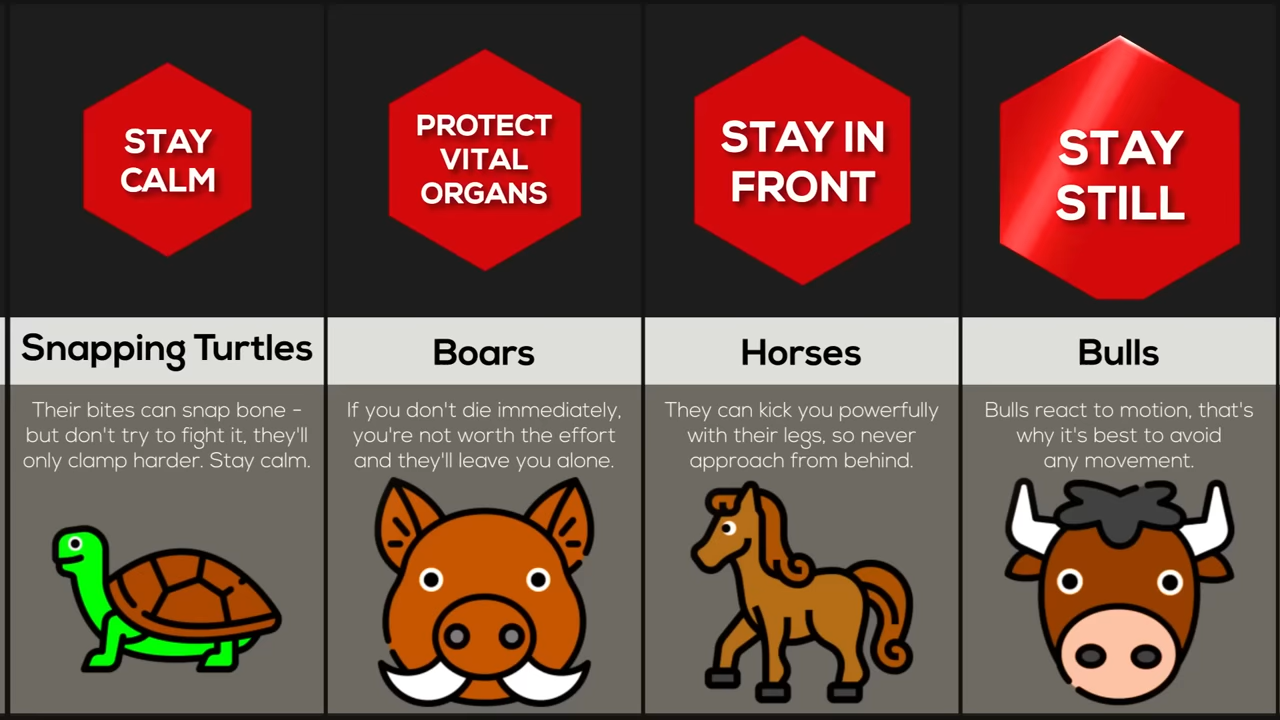 STAY
CALM
PROTECT
VITAL
ORGANS
STAY IN
FRONT
STAY
STILL
Snapping Turtles
Boars
Horses
Bulls
Their bites can snap bone -
but don't try to fight it, they'll
only clamp harder. Stay calm.
If you don't die immediately,
you're not worth the effort
and they'll leave you alone.
They can kick you powerfully
with their legs, so never
approach from behind.
Bulls react to motion, that's
why it's best to avoid
any movement.